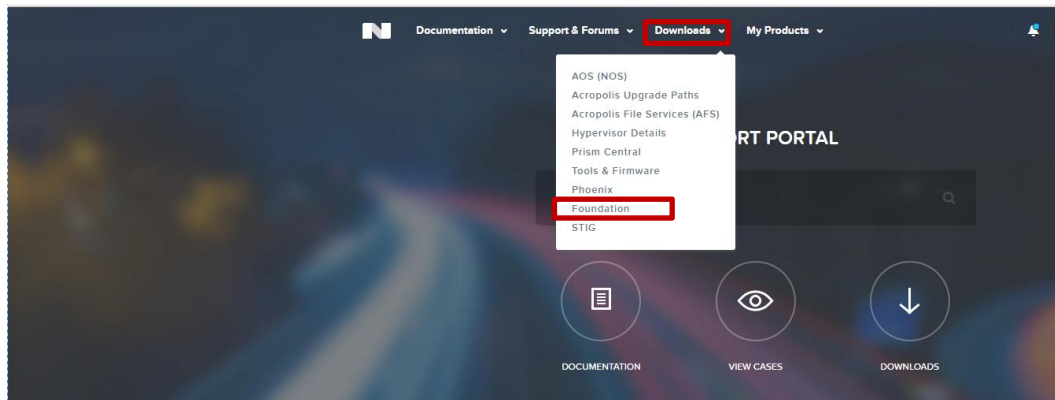 Documentation Support & Forums Downloads My Products
AOS (NOS)
Acropolis Upgrade Paths
Acropolis File Services (AFS)
Hypervisor Details
Prism Central
Tools & Firmware
Phoenix
Foundation
STIG
PORTAL
DOCUMENTATION VIEW CASES DOWNLOADS